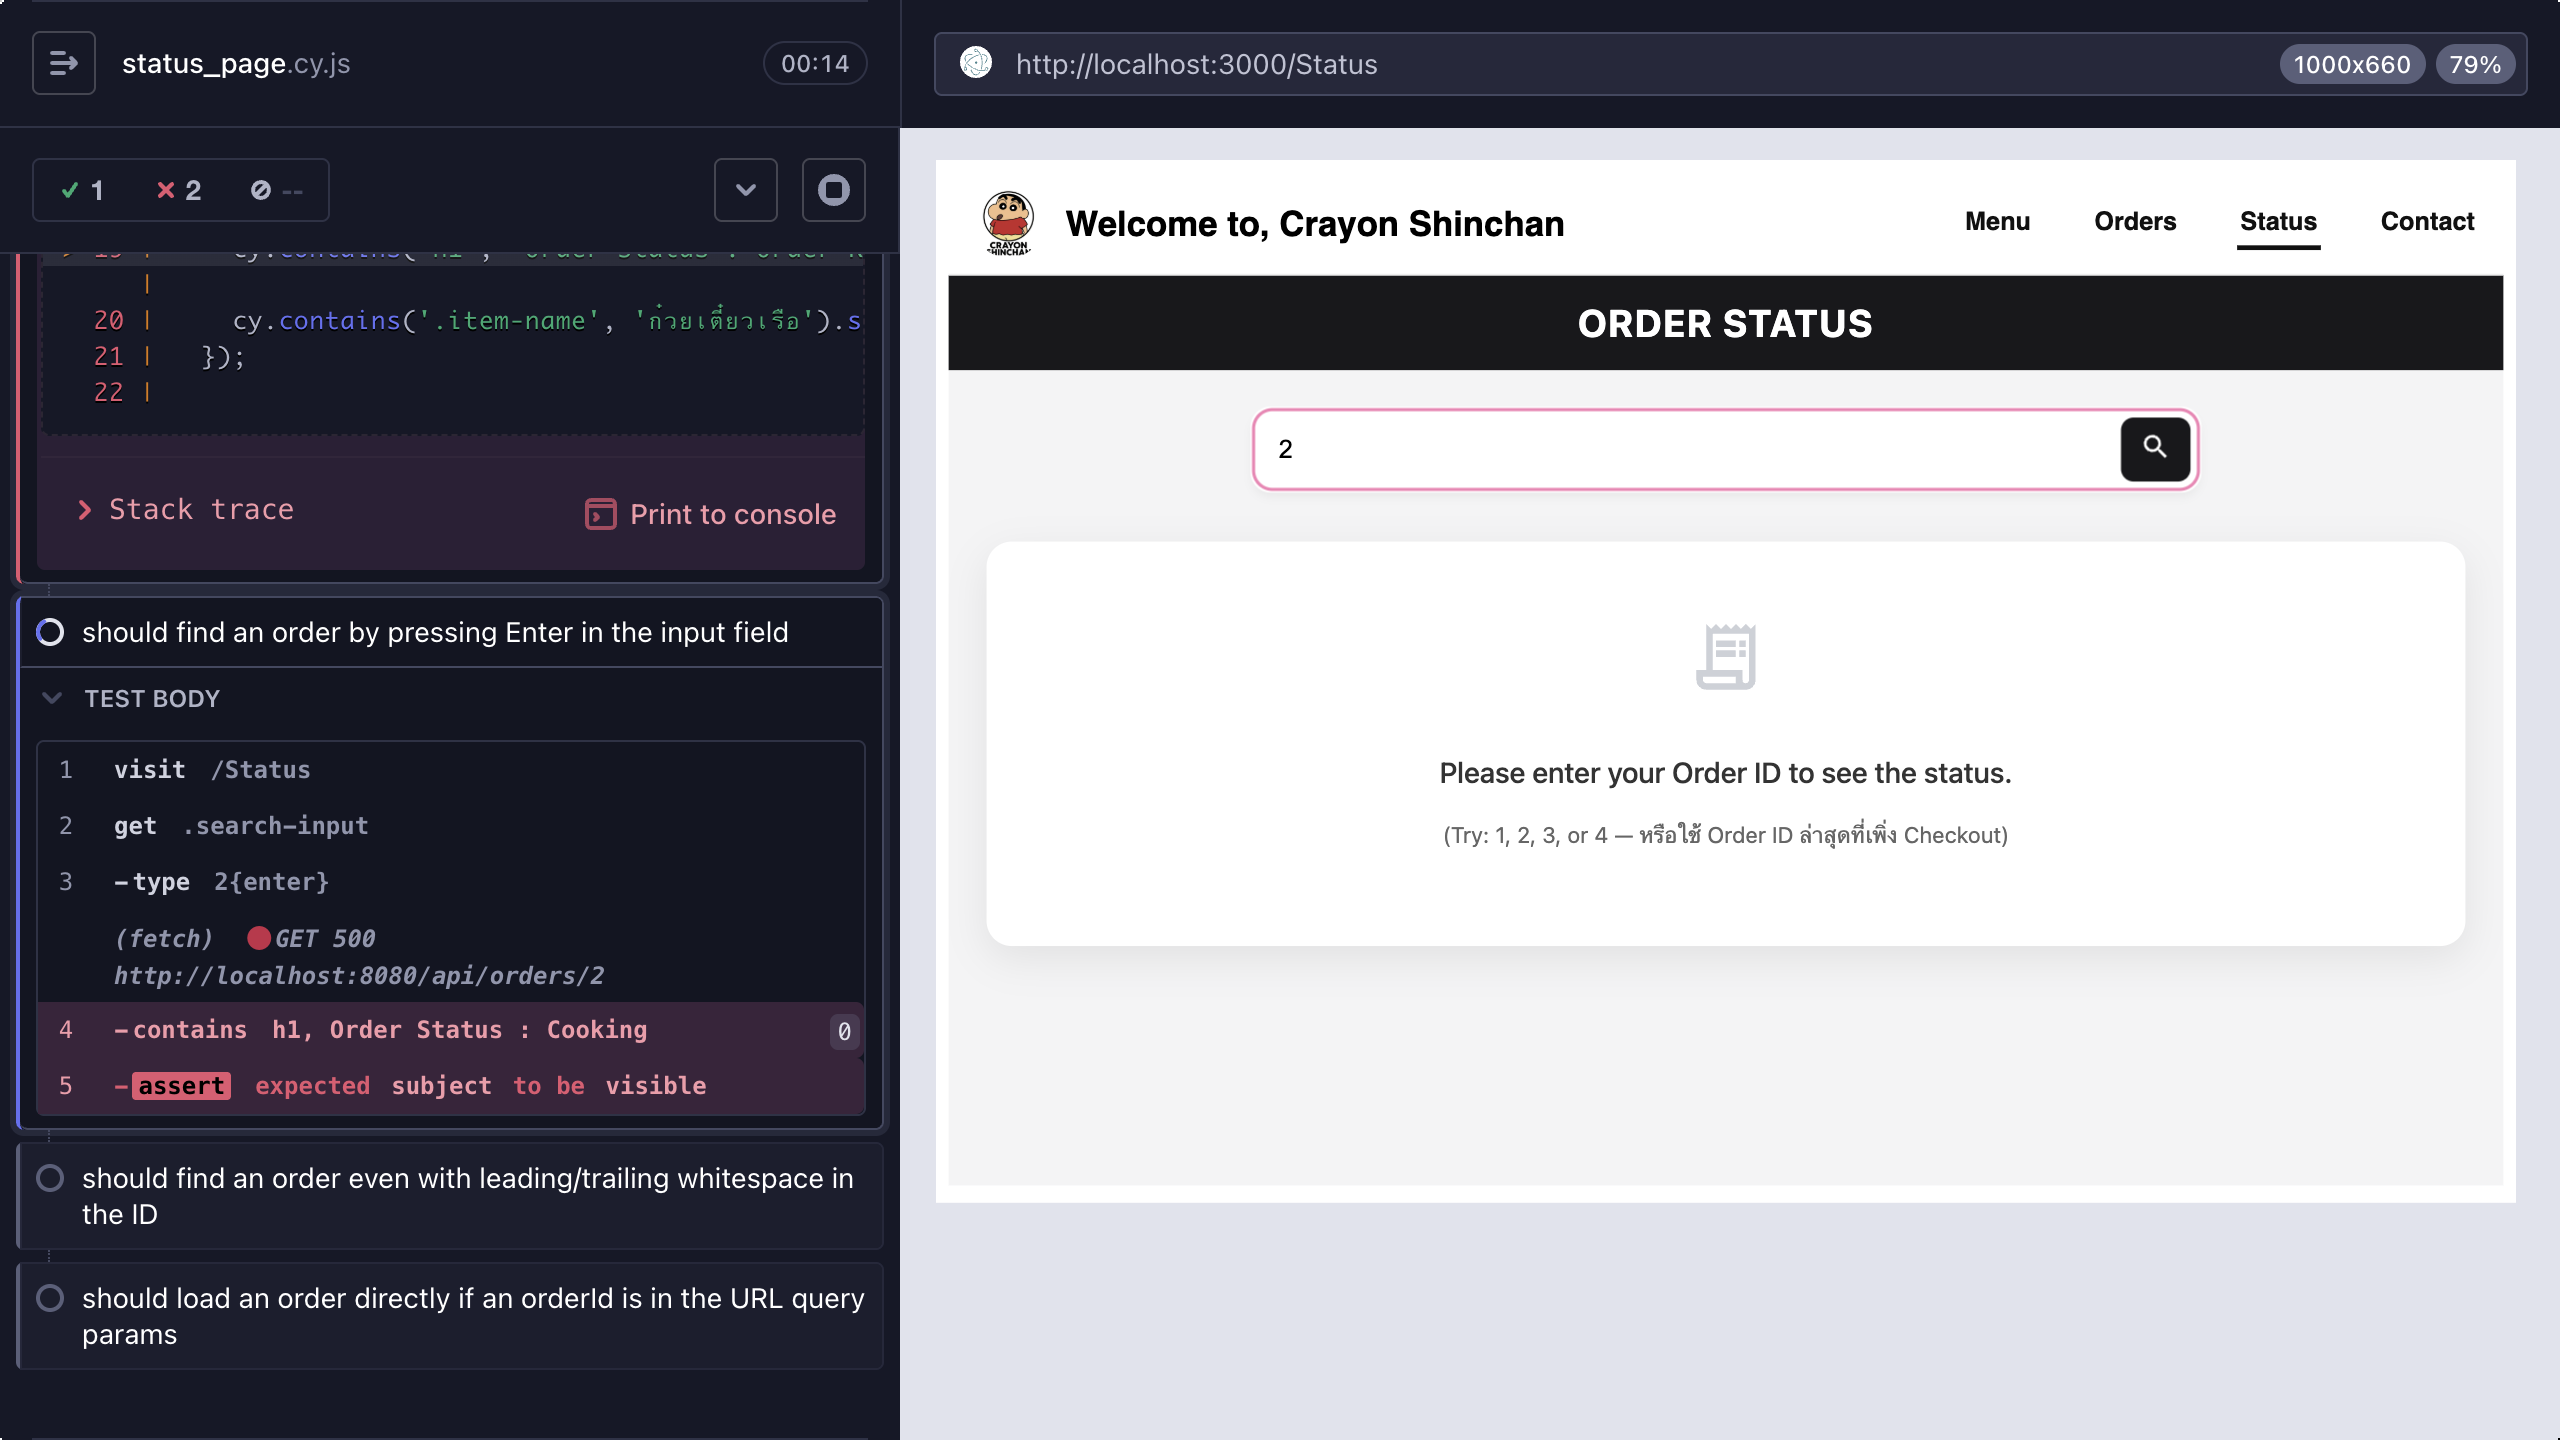 status_page.cy.js
00:14
1 2 --
20 | cy.contains('.item-name', 'ก๋วยเตี๋ยวเรือ').s
21 | });
22 |
Stack trace
Print to console
should find an order by pressing Enter in the input field
TEST BODY
1 visit /Status
2 get .search-input
3 -type 2{enter}
(fetch) GET 500
http://localhost:8080/api/orders/2
4 -contains h1, Order Status : Cooking 0
5 -assert expected subject to be visible
should find an order even with leading/trailing whitespace in
the ID
should load an order directly if an orderId is in the URL query
params
http://localhost:3000/Status
1000x660
79%
CRAYON
Welcome to, Crayon Shinchan
Menu
Orders
Status
Contact
ORDER STATUS
2
Please enter your Order ID to see the status.
(Try: 1, 2, 3, or 4 — หรือใช้ Order ID ล่าสุดที่เพิ่ง Checkout)